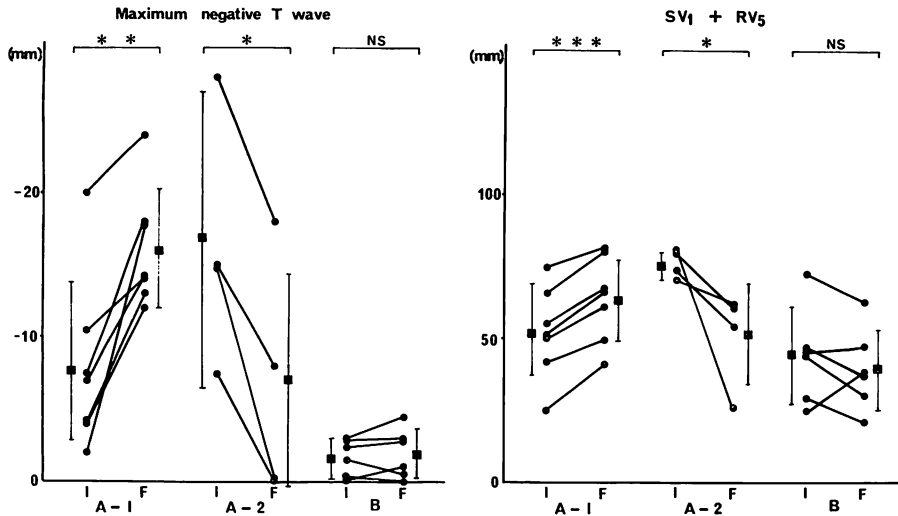 Maximum negative T wave
* * * NS
(mm)
-20
-10
0
I F I F I F
A-1 A-2 B
SV1 + RV5
* * * * NS
(mm)
100
50
0
I F I F I F
A-1 A-2 B